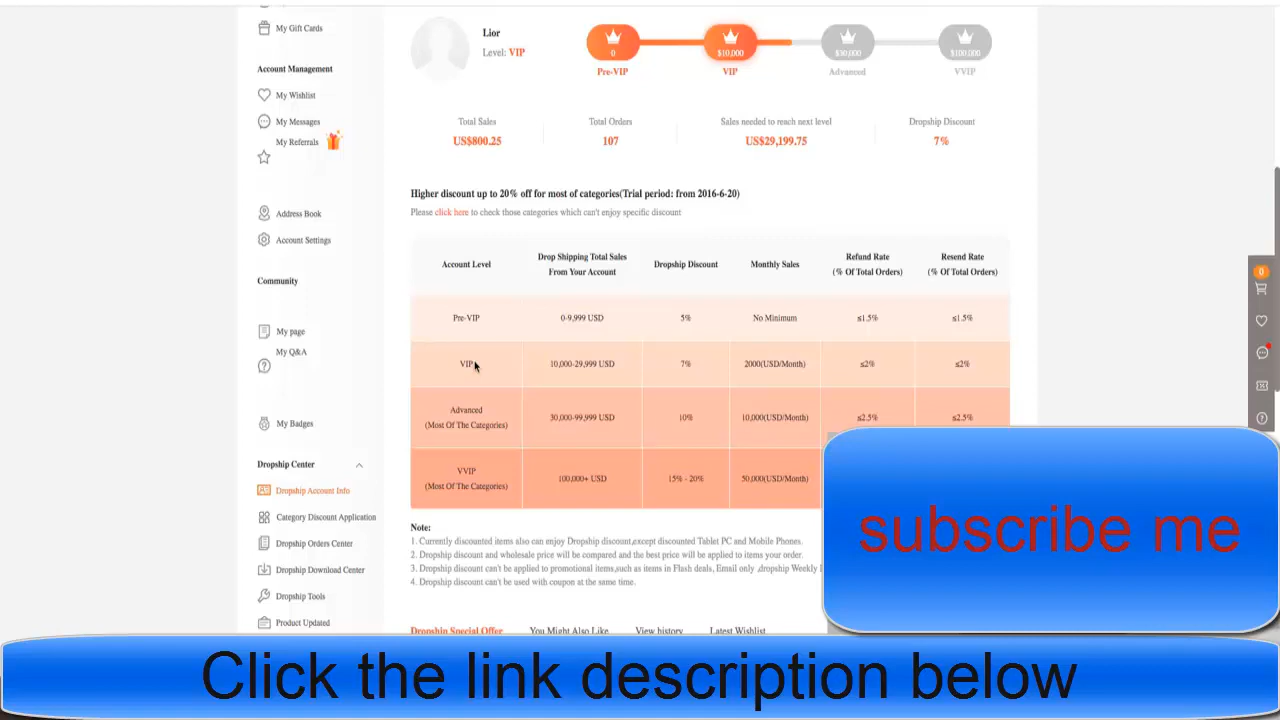 My Gift Cards
Account Management
My Wishlist
My Messages
My Referrals
Address Book
Account Settings
Community
My page
My Q&A
My Badges
Dropship Center
Dropship Account Info
Category Discount Application
Dropship Orders Center
Dropship Download Center
Dropship Tools
Product Updated
Lior
Level: VIP
0
$10,000
$30,000
$100,000
Pre-VIP
VIP
Advanced
VVIP
Total Sales
Total Orders
Sales needed to reach next level
Dropship Discount
US$800.25
107
US$29,199.75
7%
Higher discount up to 20% off for most of categories(Trial period: from 2016-6-20)
Please click here to check those categories which can't enjoy specific discount
Account Level
Drop Shipping Total Sales
From Your Account
Dropship Discount
Monthly Sales
Refund Rate
(% Of Total Orders)
Resend Rate
(% Of Total Orders)
Pre-VIP
0-9,999 USD
5%
No Minimum
≤1.5%
≤1.5%
VIP
10,000-29,999 USD
7%
2000(USD/Month)
≤2%
≤2%
Advanced
(Most Of The Categories)
30,000-99,999 USD
10%
10,000(USD/Month)
≤2.5%
≤2.5%
VVIP
(Most Of The Categories)
100,000+ USD
15% - 20%
50,000(USD/Month)
Note:
1. Currently discounted items also can enjoy Dropship discount,except discounted Tablet PC and Mobile Phones.
2. Dropship discount and wholesale price will be compared and the best price will be applied to items your order.
3. Dropship discount can't be applied to promotional items,such as items in Flash deals, Email only ,dropship Weekly
4. Dropship discount can't be used with coupon at the same time.
Dropship Special Offer
You Might Also Like
View history
Latest Wishlist
0
subscribe me
Click the link description below